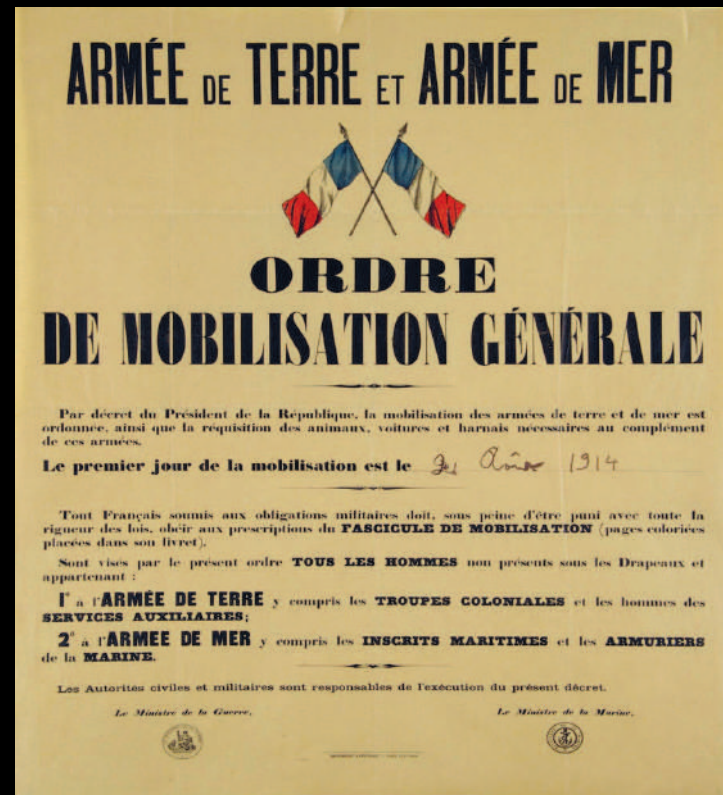 ARMÉE DE TERRE ET ARMÉE DE MER
ORDRE
DE MOBILISATION GÉNÉRALE
Par décret du Président de la République, la mobilisation des armées de terre et de mer est
ordonnée, ainsi que la réquisition des animaux, voitures et harnais nécessaires au complément
de ces armées.
Le premier jour de la mobilisation est le 1914
Tout Français soumis aux obligations militaires doit, sous peine d'être puni avec toute la
rigueur des lois, obéir aux prescriptions du FASCICULE DE MOBILISATION (pages coloriées
placées dans son livret).
Sont visés par le présent ordre TOUS LES HOMMES non présents sous les Drapeaux et
appartenant :
1° à l'ARMÉE DE TERRE y compris les TROUPES COLONIALES et les hommes des
SERVICES AUXILIAIRES;
2° à l'ARMEE DE MER y compris les INSCRITS MARITIMES et les ARMURIERS
de la MARINE.
Les Autorités civiles et militaires sont responsables de l'exécution du présent décret.
Le Ministre de la Guerre,
Le Ministre de la Marine,